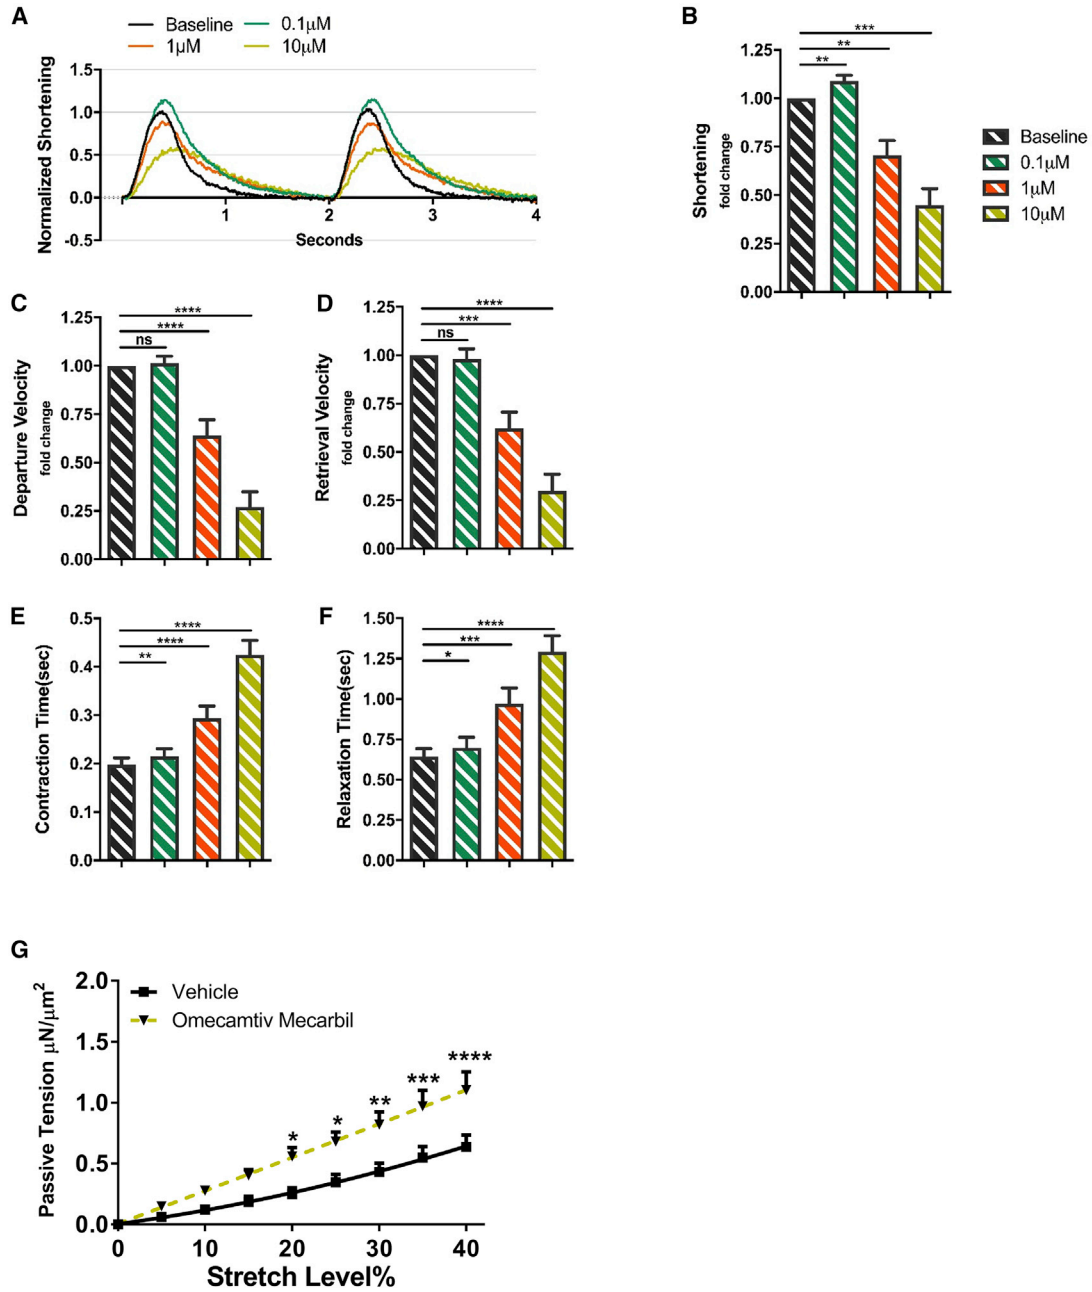 A
Baseline
0.1μM
1μM
10μM
Normalized Shortening
1.5
1.0
0.5
0.0
-0.5
1
2
3
4
Seconds
B
***
**
**
Shortening
fold change
1.25
1.00
0.75
0.50
0.25
0.00
Baseline
0.1μM
1μM
10μM
C
****
****
ns
Departure Velocity
fold change
1.25
1.00
0.75
0.50
0.25
0.00
D
****
***
ns
Retrieval Velocity
fold change
1.25
1.00
0.75
0.50
0.25
0.00
E
****
****
**
Contraction Time(sec)
0.5
0.4
0.3
0.2
0.1
0.0
F
****
***
*
Relaxation Time(sec)
1.50
1.25
1.00
0.75
0.50
0.25
0.00
G
Vehicle
Omecamtiv Mecarbil
Passive Tension μN/μm²
2.0
1.5
1.0
0.5
0.0
*
*
**
***
****
0
10
20
30
40
Stretch Level%